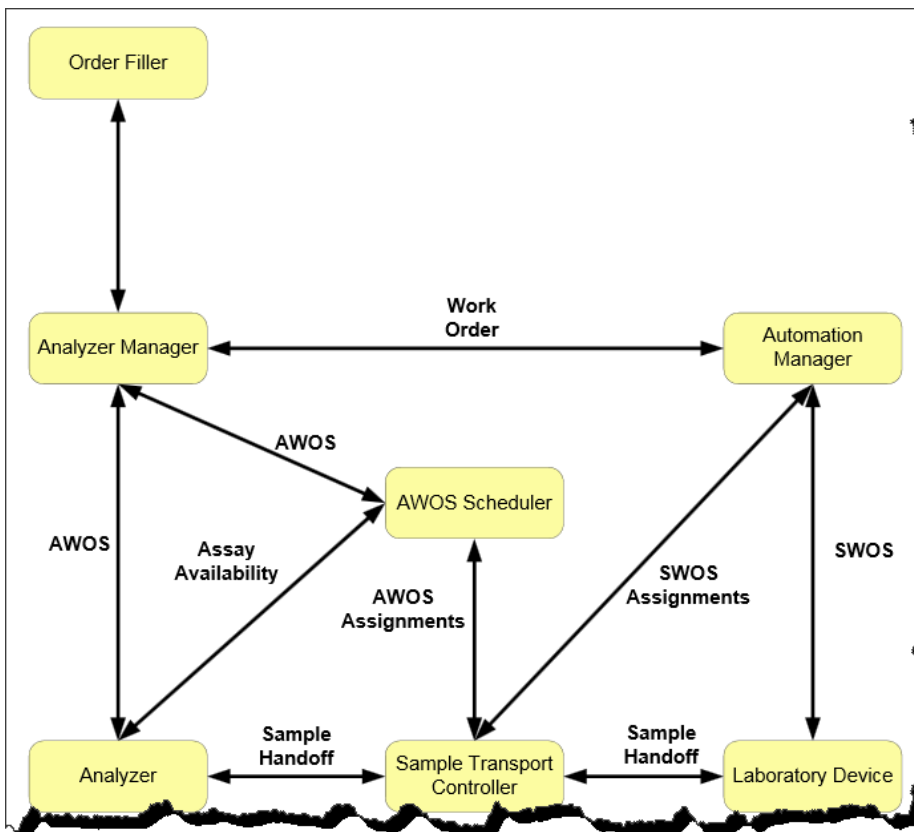 Order Filler
Work
Order
Analyzer Manager
Automation
Manager
AWOS
AWOS Scheduler
AWOS
Assay
Availability
AWOS
Assignments
SWOS
Assignments
SWOS
Sample
Handoff
Sample
Handoff
Analyzer
Sample Transport
Controller
Laboratory Device